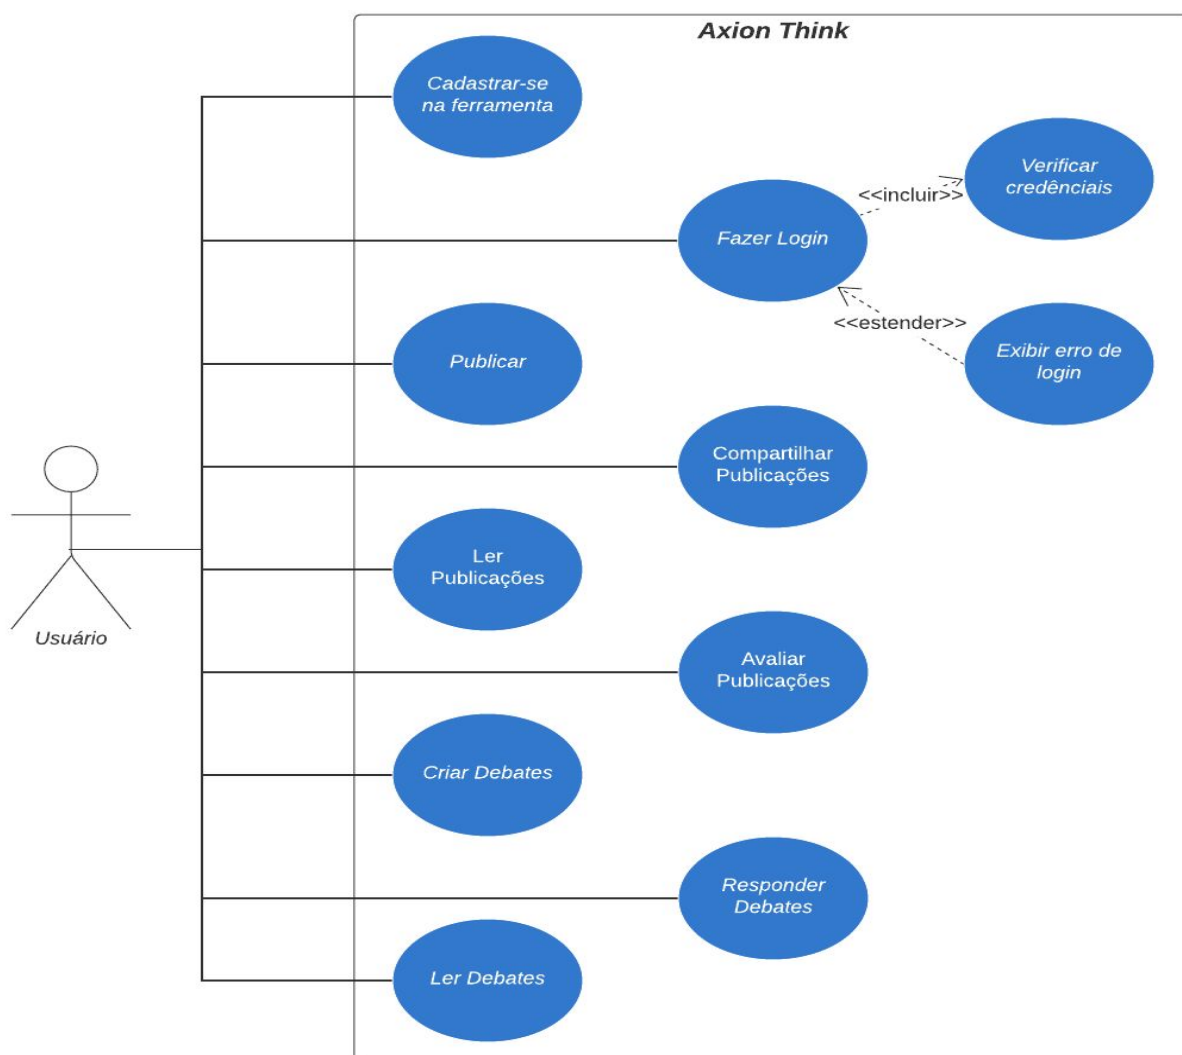 Axion Think
Cadastrar-se
na ferramenta
Verificar
credênciais
<<incluir>>
Fazer Login
<<estender>>
Exibir erro de
login
Publicar
Compartilhar
Publicações
Ler
Publicações
Usuário
Avaliar
Publicações
Criar Debates
Responder
Debates
Ler Debates